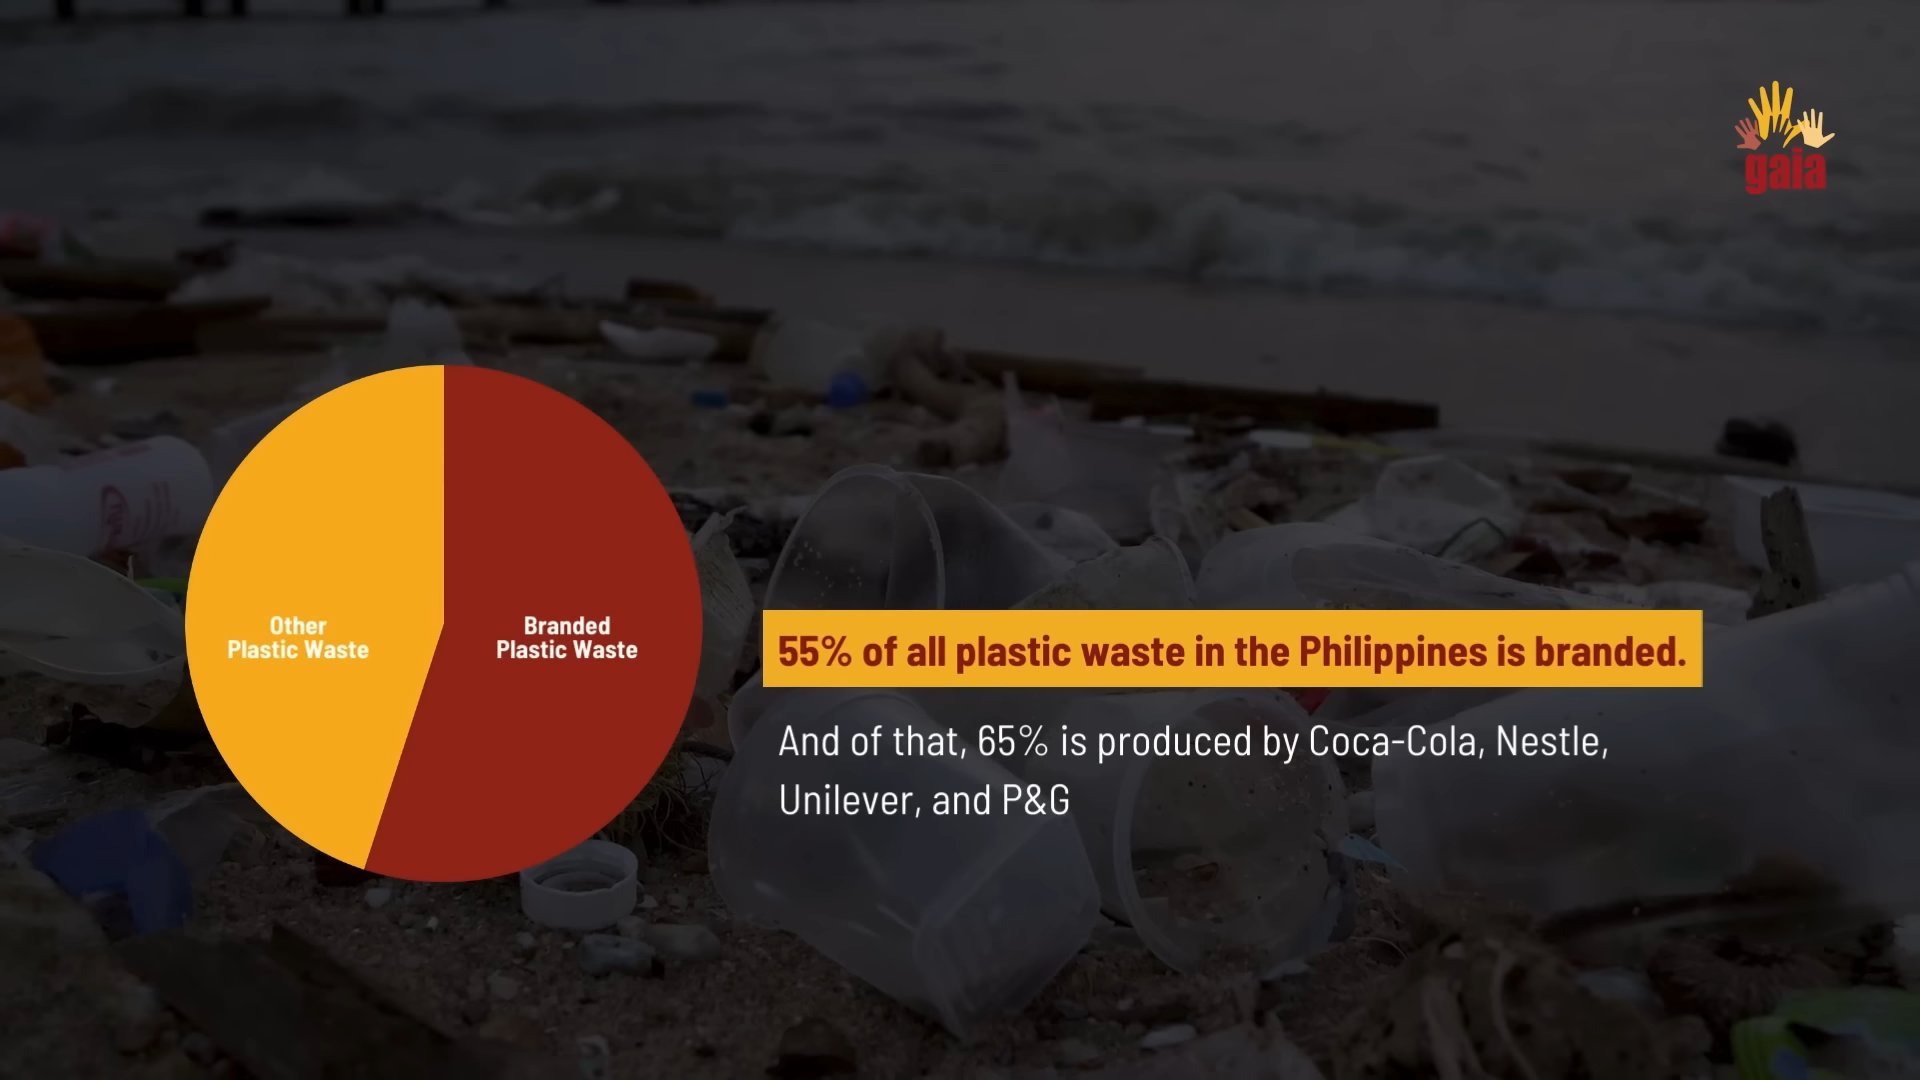 gaia
Other
Plastic Waste
Branded
Plastic Waste
55% of all plastic waste in the Philippines is branded.
And of that, 65% is produced by Coca-Cola, Nestle,
Unilever, and P&G